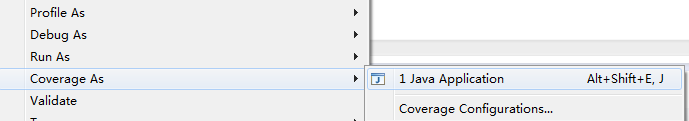 Profile As
Debug As
Run As
Coverage As
1 Java Application Alt+Shift+E, J
Validate
Coverage Configurations...